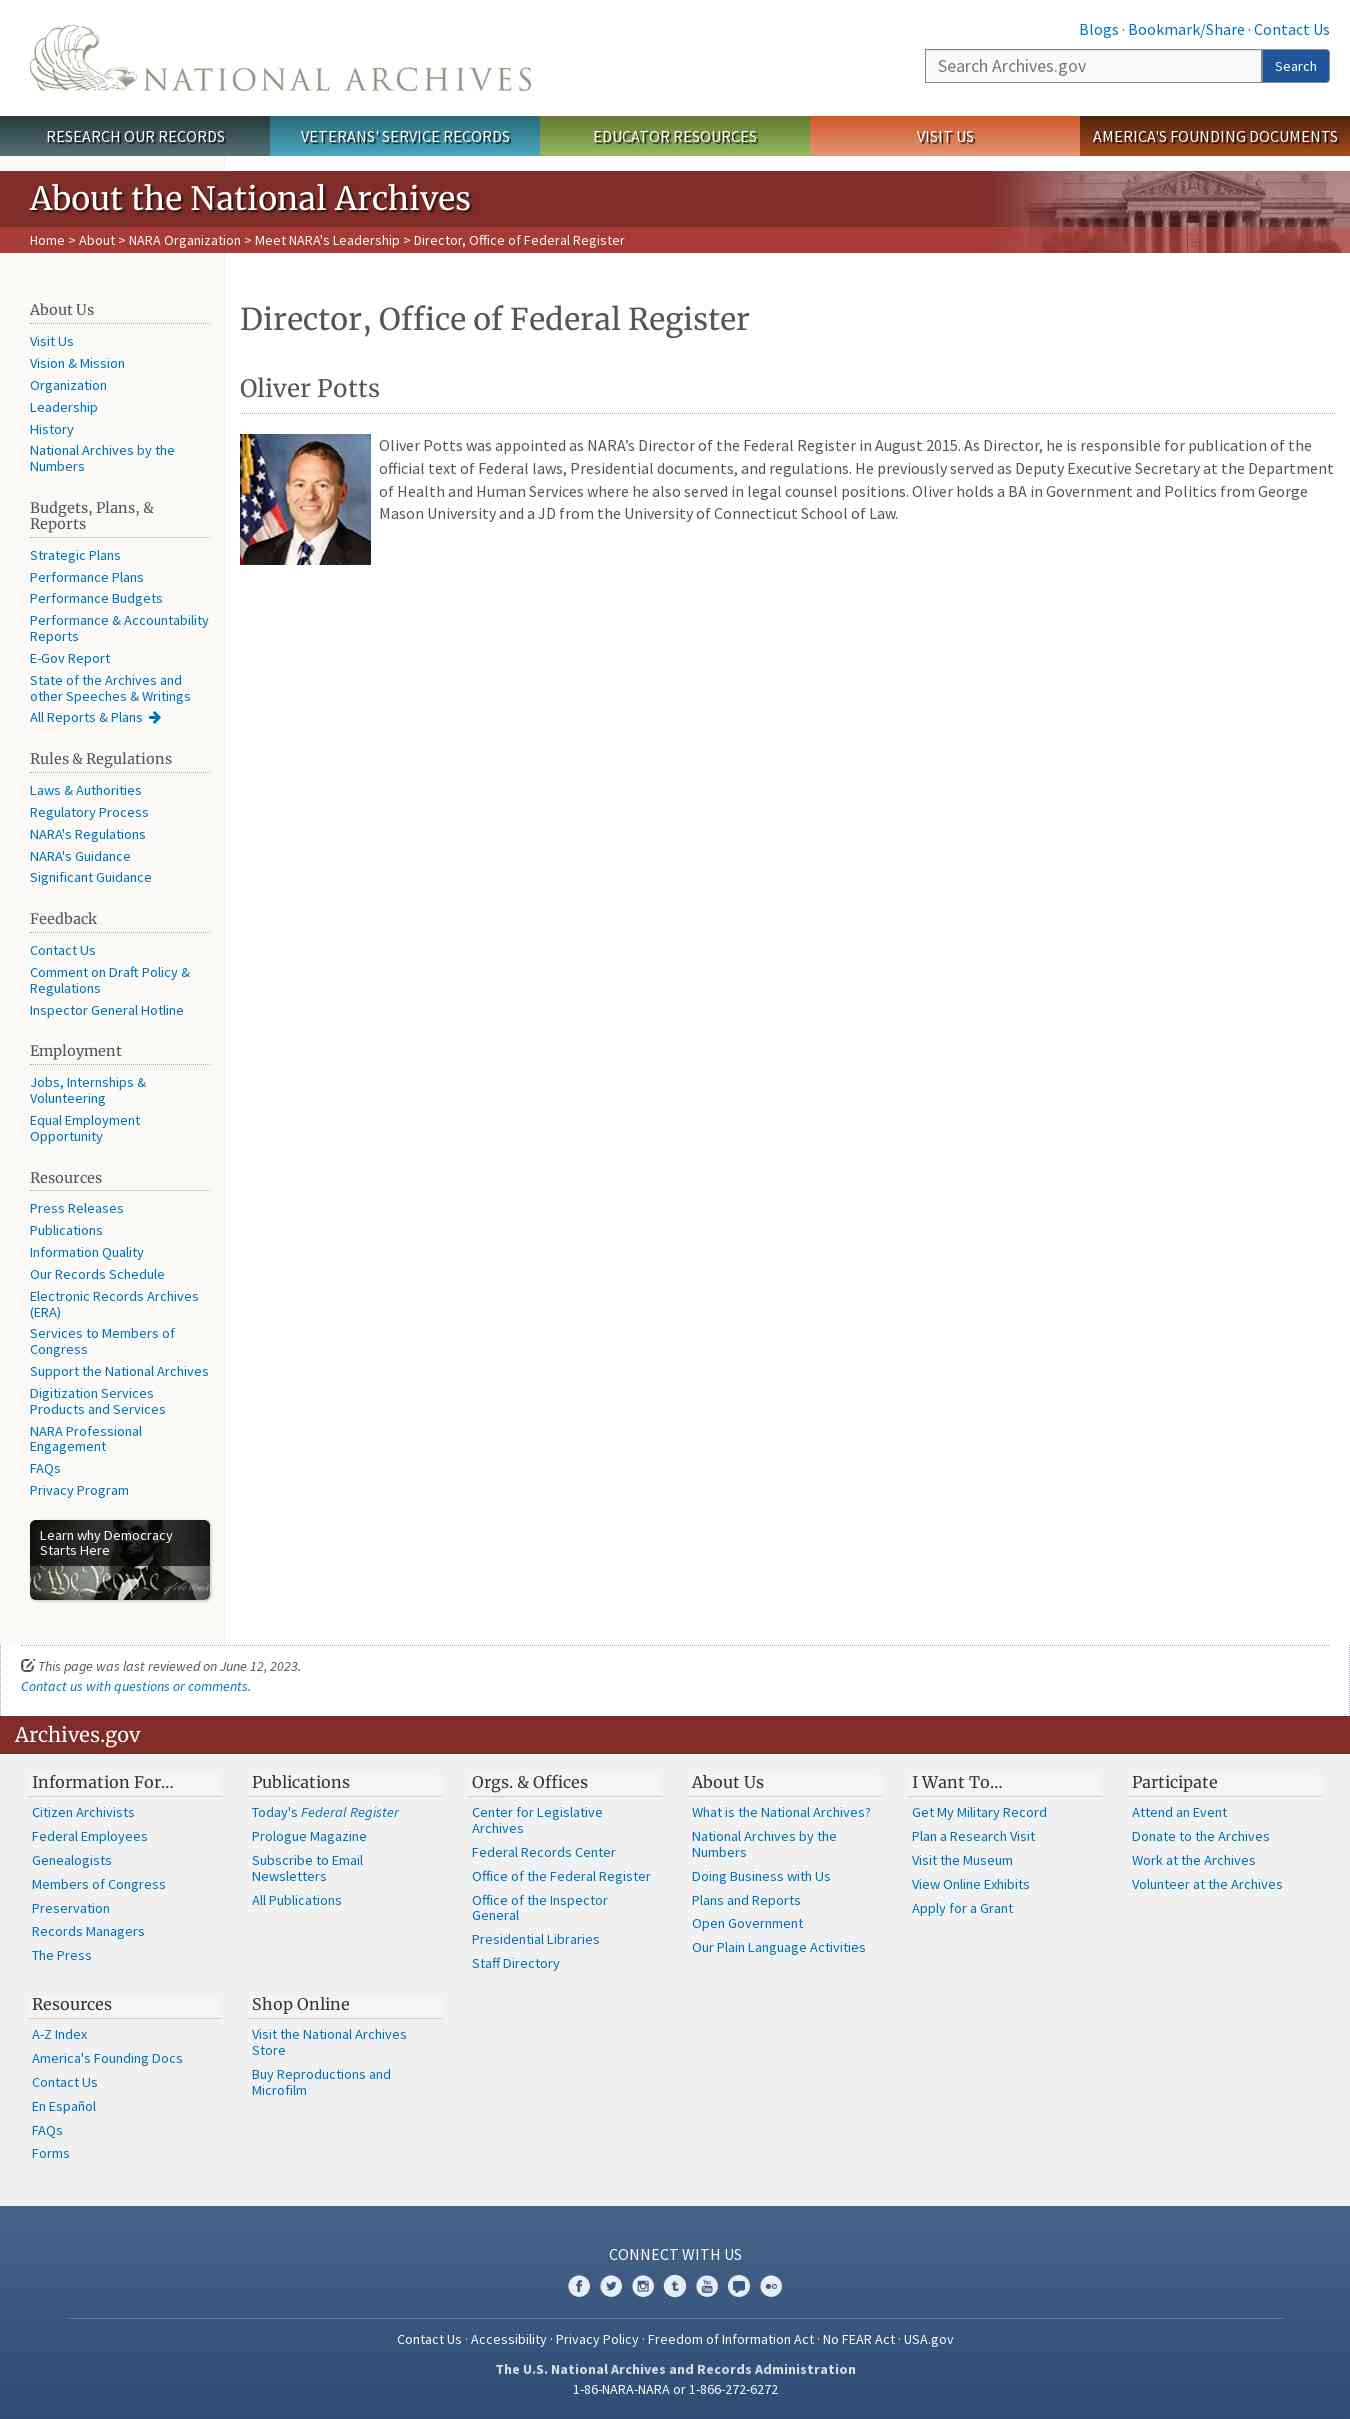 Blogs · Bookmark/Share · Contact Us
NATIONAL ARCHIVES
Search Archives.gov
Search
RESEARCH OUR RECORDS
VETERANS' SERVICE RECORDS
EDUCATOR RESOURCES
VISIT US
AMERICA'S FOUNDING DOCUMENTS
About the National Archives
Home > About > NARA Organization > Meet NARA's Leadership > Director, Office of Federal Register
About Us
Visit Us
Vision & Mission
Organization
Leadership
History
National Archives by the
Numbers
Budgets, Plans, &
Reports
Strategic Plans
Performance Plans
Performance Budgets
Performance & Accountability
Reports
E-Gov Report
State of the Archives and
other Speeches & Writings
All Reports & Plans
Rules & Regulations
Laws & Authorities
Regulatory Process
NARA's Regulations
NARA's Guidance
Significant Guidance
Feedback
Contact Us
Comment on Draft Policy &
Regulations
Inspector General Hotline
Employment
Jobs, Internships &
Volunteering
Equal Employment
Opportunity
Resources
Press Releases
Publications
Information Quality
Our Records Schedule
Electronic Records Archives
(ERA)
Services to Members of
Congress
Support the National Archives
Digitization Services
Products and Services
NARA Professional
Engagement
FAQs
Privacy Program
Learn why Democracy
Starts Here
We the People
Director, Office of Federal Register
Oliver Potts
Oliver Potts was appointed as NARA’s Director of the Federal Register in August 2015. As Director, he is responsible for publication of the
official text of Federal laws, Presidential documents, and regulations. He previously served as Deputy Executive Secretary at the Department
of Health and Human Services where he also served in legal counsel positions. Oliver holds a BA in Government and Politics from George
Mason University and a JD from the University of Connecticut School of Law.
This page was last reviewed on June 12, 2023.
Contact us with questions or comments.
Archives.gov
Information For…
Citizen Archivists
Federal Employees
Genealogists
Members of Congress
Preservation
Records Managers
The Press
Publications
Today's Federal Register
Prologue Magazine
Subscribe to Email
Newsletters
All Publications
Orgs. & Offices
Center for Legislative
Archives
Federal Records Center
Office of the Federal Register
Office of the Inspector
General
Presidential Libraries
Staff Directory
About Us
What is the National Archives?
National Archives by the
Numbers
Doing Business with Us
Plans and Reports
Open Government
Our Plain Language Activities
I Want To…
Get My Military Record
Plan a Research Visit
Visit the Museum
View Online Exhibits
Apply for a Grant
Participate
Attend an Event
Donate to the Archives
Work at the Archives
Volunteer at the Archives
Resources
A-Z Index
America's Founding Docs
Contact Us
En Español
FAQs
Forms
Shop Online
Visit the National Archives
Store
Buy Reproductions and
Microfilm
CONNECT WITH US
Contact Us · Accessibility · Privacy Policy · Freedom of Information Act · No FEAR Act · USA.gov
The U.S. National Archives and Records Administration
1-86-NARA-NARA or 1-866-272-6272